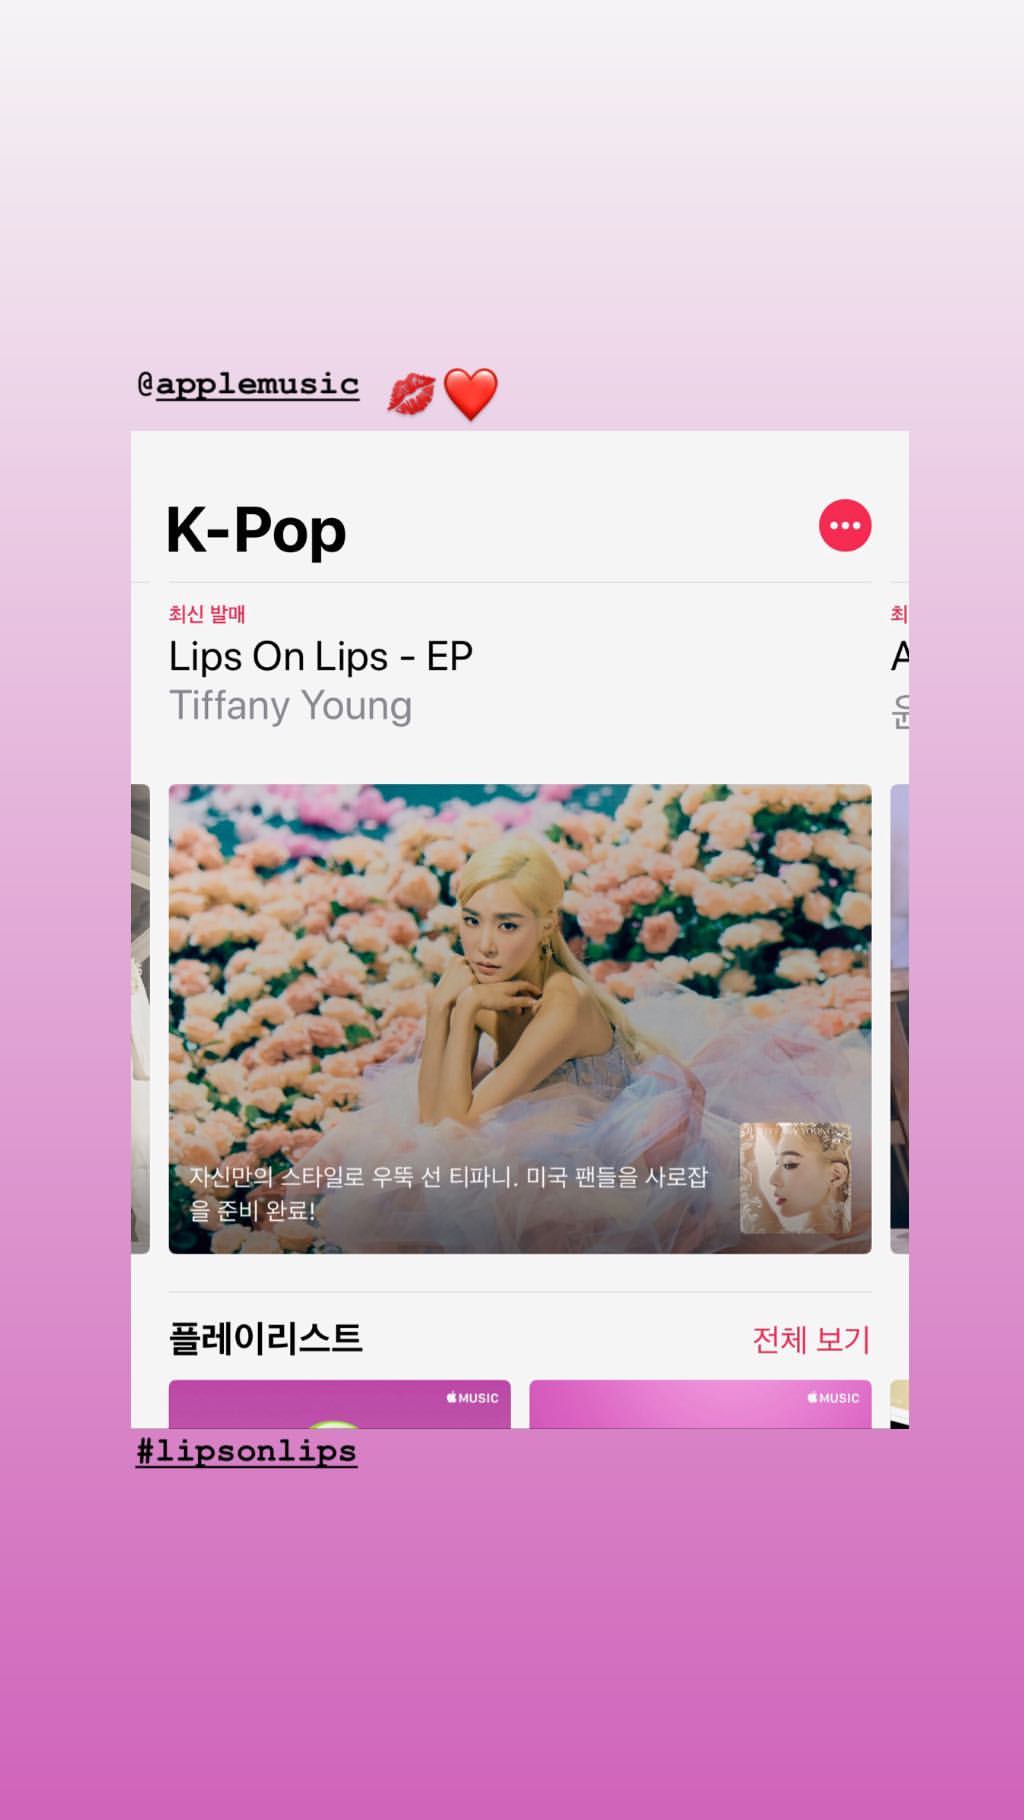 @applemusic 💋❤️
K-Pop
최신 발매
Lips On Lips - EP
Tiffany Young
최
A
자신만의 스타일로 우뚝 선 티파니. 미국 팬들을 사로잡
을 준비 완료!
플레이리스트
전체 보기
MUSIC
MUSIC
#lipsonlips